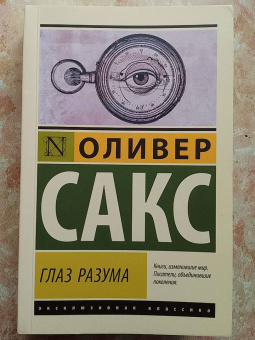 N
ОЛИВЕР
САКС
ГЛАЗ РАЗУМА
Книги, изменившие мир.
Писатели, объединившие
поколения.
эксклюзивная классика